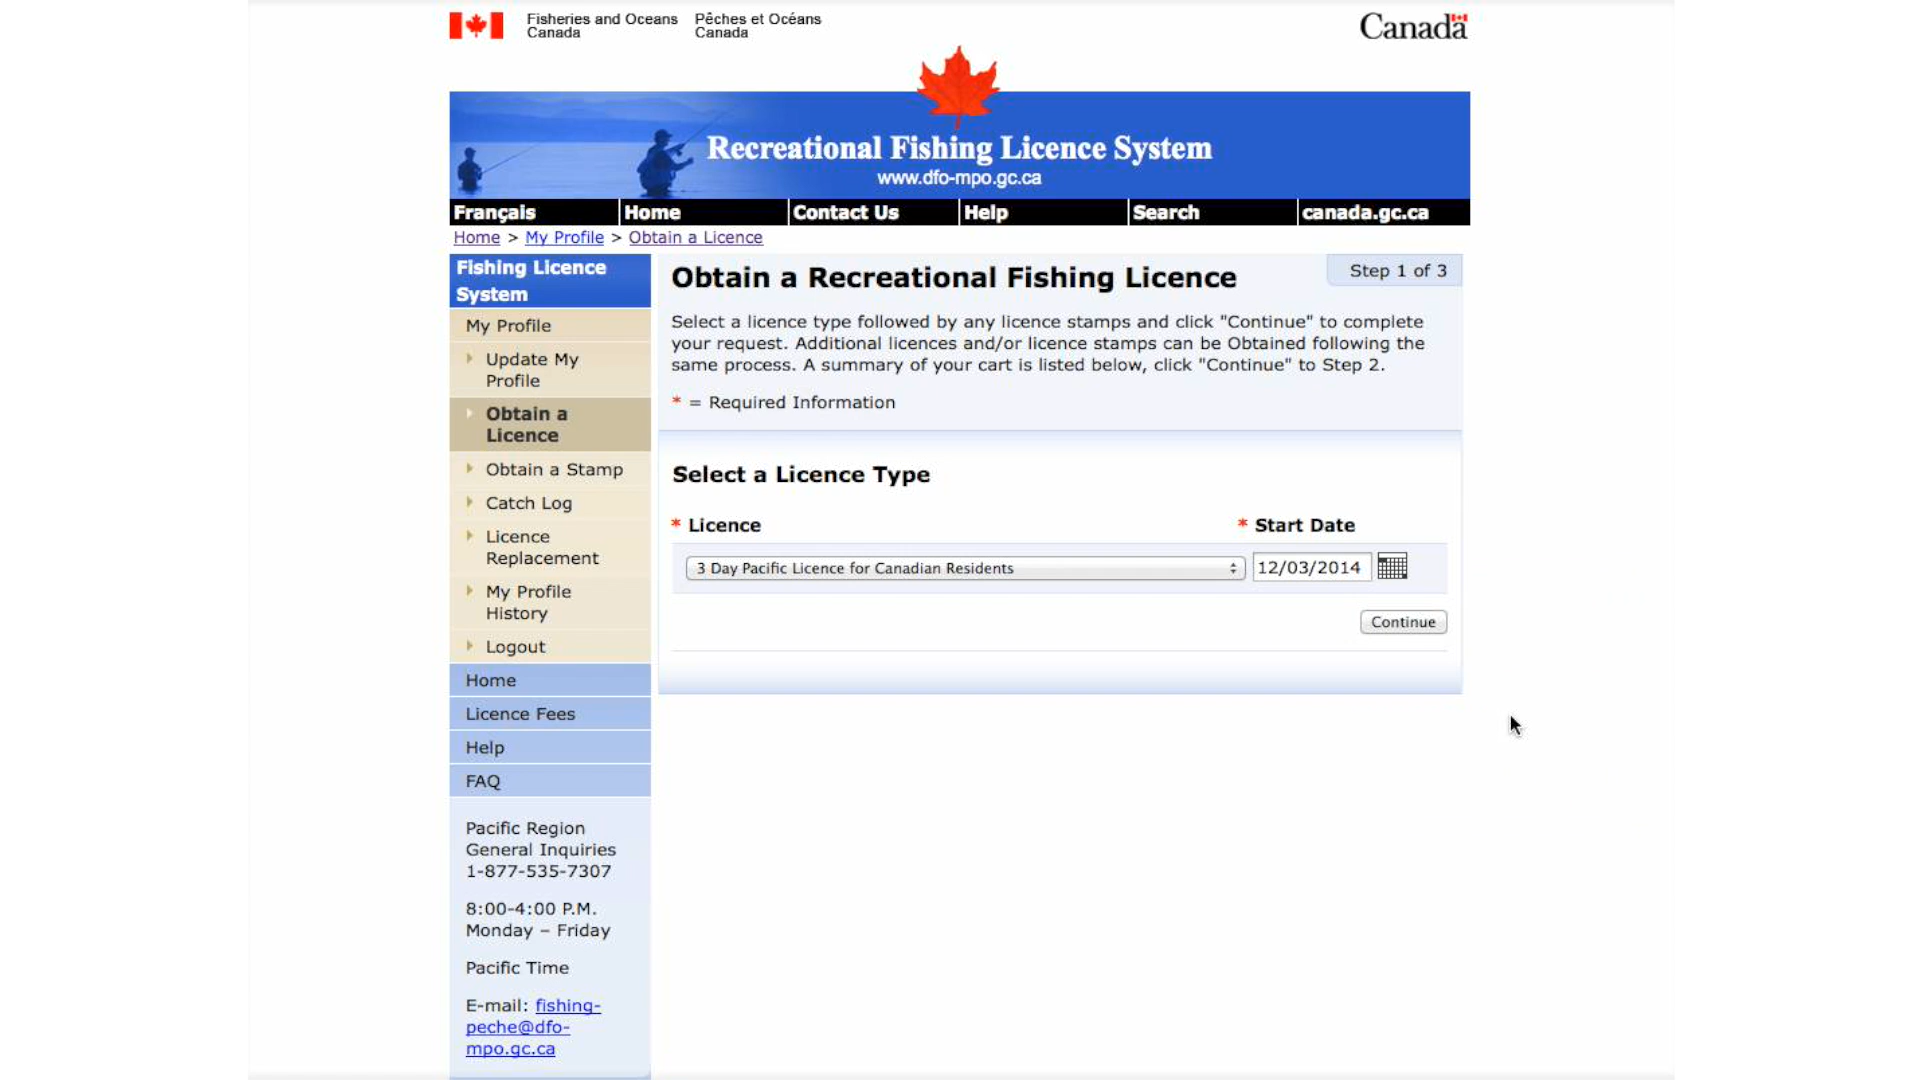 Fisheries and Oceans Pêches et Océans
Canada Canada
Canada
Recreational Fishing Licence System
www.dfo-mpo.gc.ca
Français Home Contact Us Help Search canada.gc.ca
Home > My Profile > Obtain a Licence
Fishing Licence
System
My Profile
Update My
Profile
Obtain a
Licence
Obtain a Stamp
Catch Log
Licence
Replacement
My Profile
History
Logout
Home
Licence Fees
Help
FAQ
Pacific Region
General Inquiries
1-877-535-7307
8:00-4:00 P.M.
Monday – Friday
Pacific Time
E-mail: fishing-
peche@dfo-
mpo.gc.ca
Obtain a Recreational Fishing Licence
Step 1 of 3
Select a licence type followed by any licence stamps and click "Continue" to complete
your request. Additional licences and/or licence stamps can be Obtained following the
same process. A summary of your cart is listed below, click "Continue" to Step 2.
* = Required Information
Select a Licence Type
* Licence * Start Date
3 Day Pacific Licence for Canadian Residents 12/03/2014
Continue